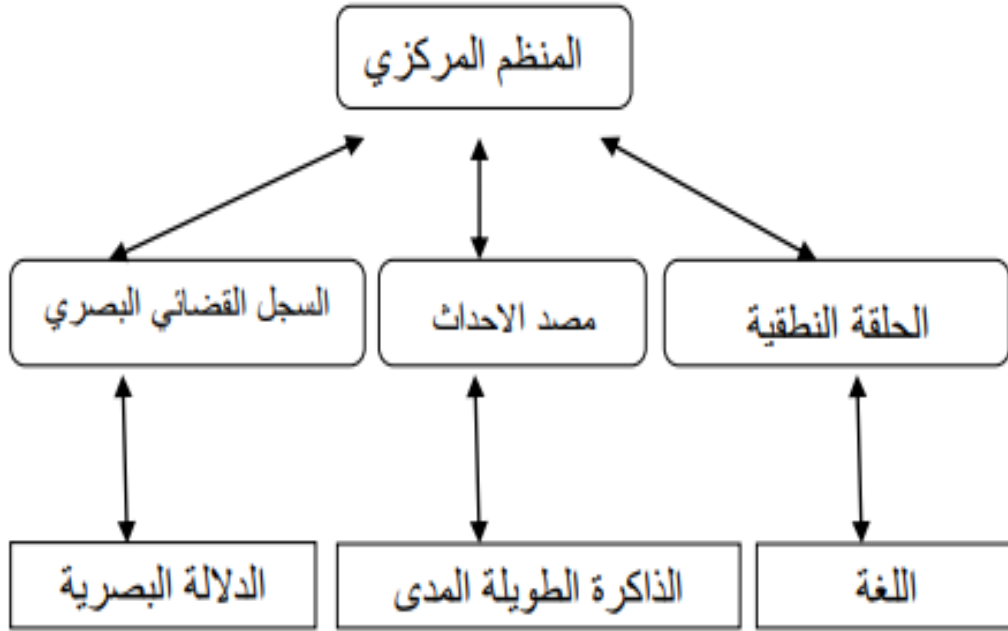 المنظم المركزي
الحلقة النطقية
مصد الاحداث
السجل القضائي البصري
اللغة
الذاكرة الطويلة المدى
الدلالة البصرية